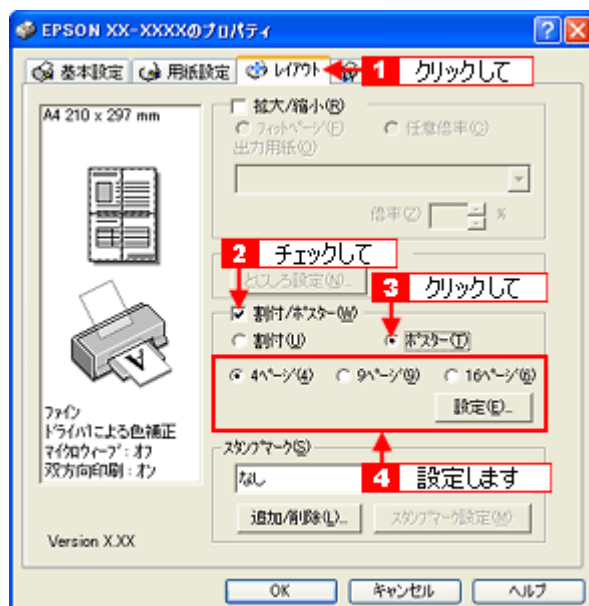 EPSON XX-XXXXのプロパティ
基本設定 用紙設定 レイアウト 1 クリックして
A4 210 x 297 mm
拡大/縮小(R)
フィットページ(F) 任意倍率(C)
出力用紙(O)
倍率(Z) %
2 チェックして
とじしろ設定(N)...
3 クリックして
割付/ポスター(W)
割付(U) ポスター(T)
4ページ(4) 9ページ(9) 16ページ(6)
設定(E)...
ファイン
ドライバによる色補正
マイクロウィーブ：オフ
双方向印刷：オン
スタンプマーク(S)
なし
4 設定します
追加/削除(L)... スタンプマーク設定(M)
Version X.XX
OK キャンセル ヘルプ